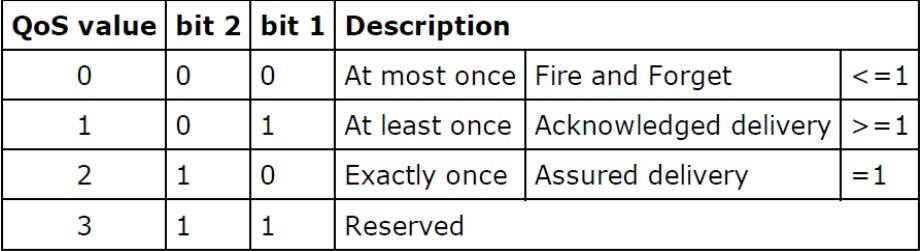 QoS value bit 2 bit 1 Description
0 0 0 At most once Fire and Forget <=1
1 0 1 At least once Acknowledged delivery >=1
2 1 0 Exactly once Assured delivery =1
3 1 1 Reserved